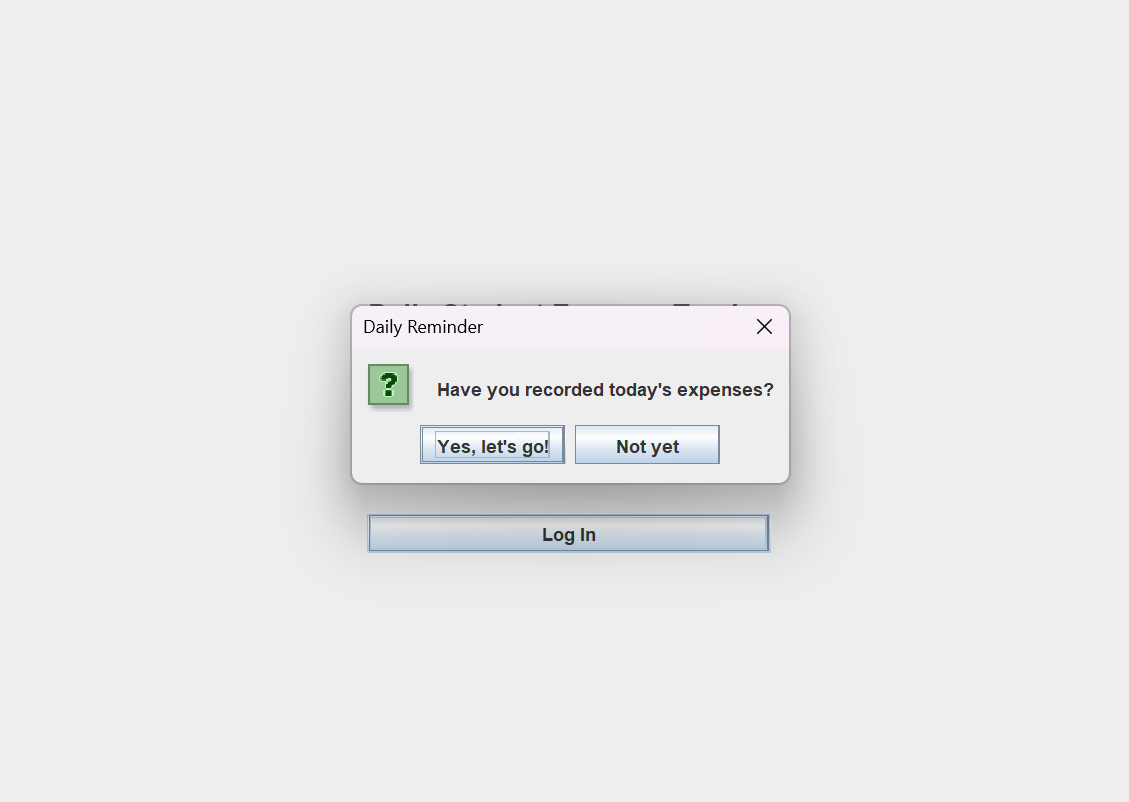 Daily Reminder
?
Have you recorded today's expenses?
Yes, let's go!
Not yet
Log In